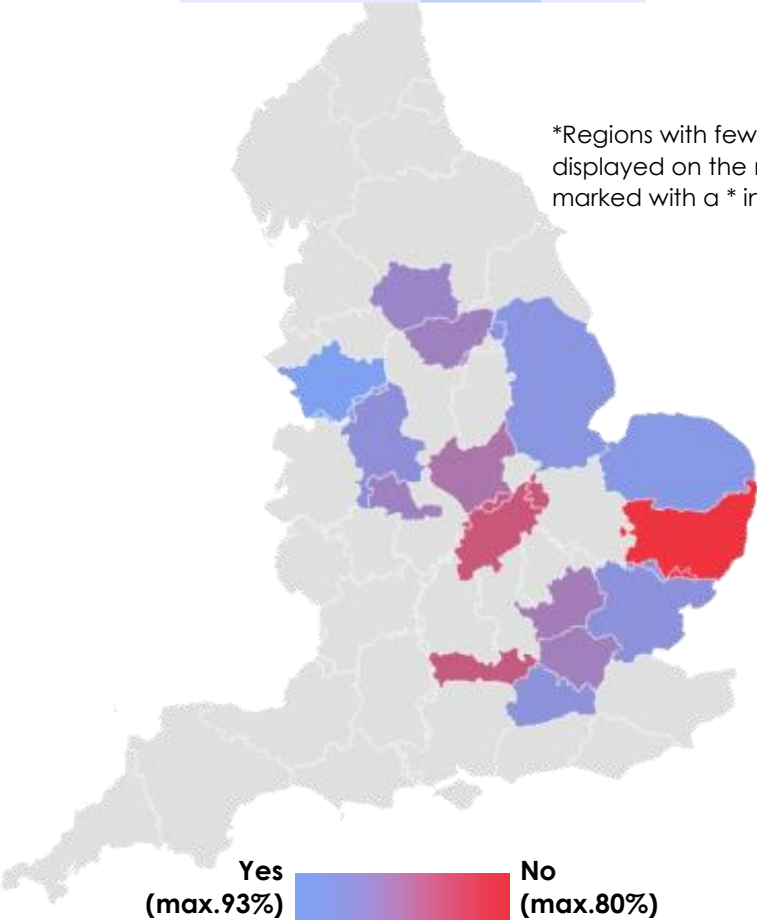 *Regions with few
displayed on the
marked with a * in
Yes
(max.93%)
No
(max.80%)